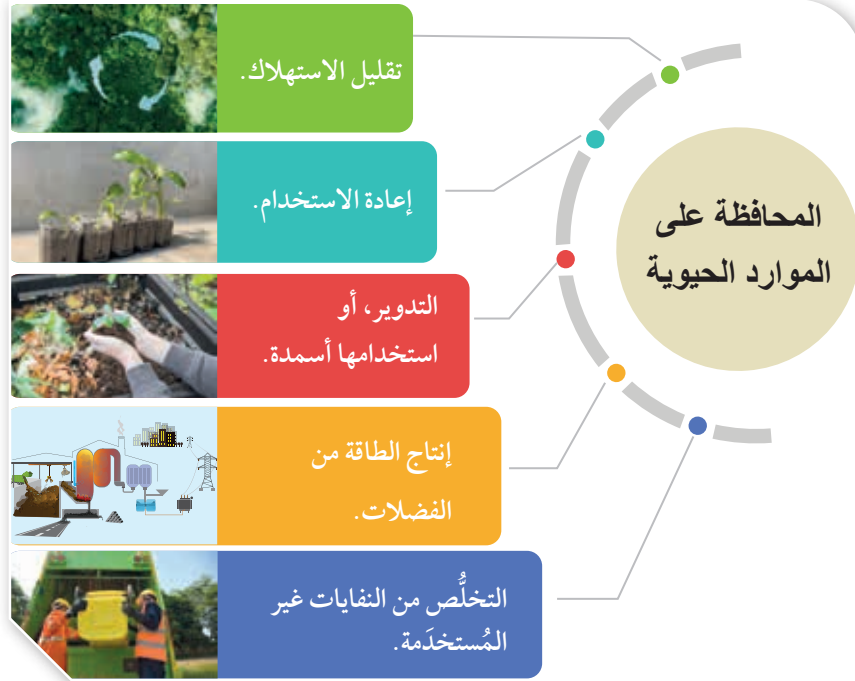 المحافظة على
الموارد الحيوية
تقليل الاستهلاك.
إعادة الاستخدام.
التدوير، أو
استخدامها أسمدة.
إنتاج الطاقة من
الفضلات.
التخلُّص من النفايات غير
المُستخدَمة.